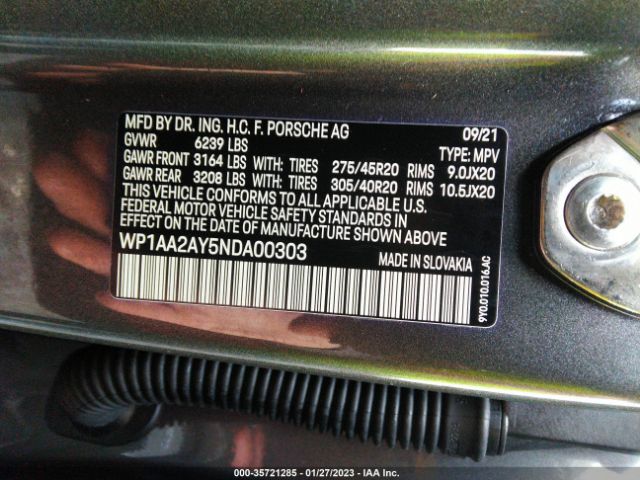 MFD BY DR. ING. H.C. F. PORSCHE AG 09/21
GVWR 6239 LBS TYPE: MPV
GAWR FRONT 3164 LBS WITH: TIRES 275/45R20 RIMS 9.0JX20
GAWR REAR 3208 LBS WITH: TIRES 305/40R20 RIMS 10.5JX20
THIS VEHICLE CONFORMS TO ALL APPLICABLE U.S.
FEDERAL MOTOR VEHICLE SAFETY STANDARDS IN
EFFECT ON THE DATE OF MANUFACTURE SHOWN ABOVE
WP1AA2AY5NDA00303
MADE IN SLOVAKIA
9Y0.010.016.AC
000-35721285 - 01/27/2023 - IAA Inc.